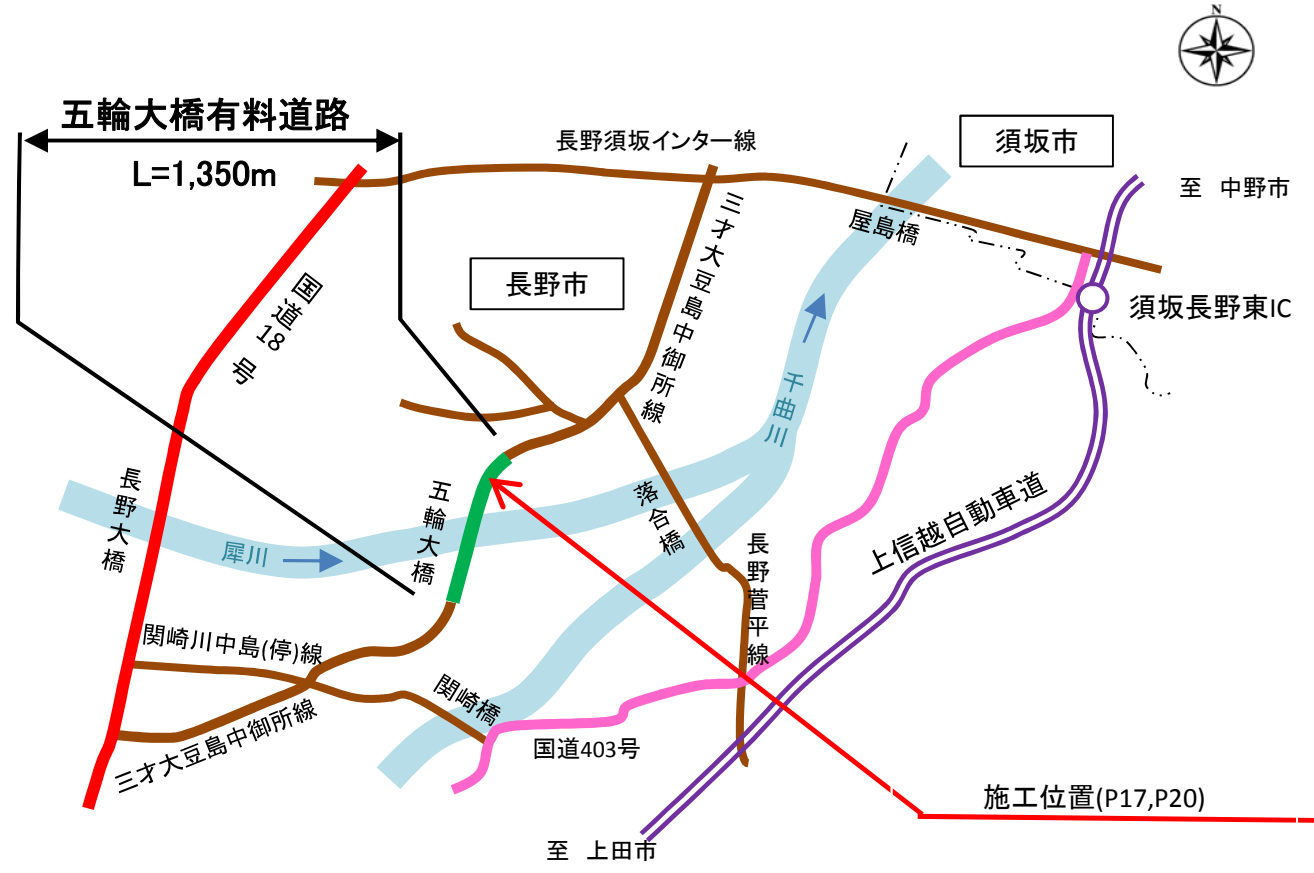 N
五輪大橋有料道路
L=1,350m
長野須坂インター線
須坂市
至 中野市
三才大豆島中御所線
屋島橋
長野市
国道18号
須坂長野東IC
千曲川
長野大橋
五輪大橋
落合橋
上信越自動車道
犀川
長野菅平線
関崎川中島(停)線
関崎橋
三才大豆島中御所線
国道403号
施工位置(P17,P20)
至 上田市